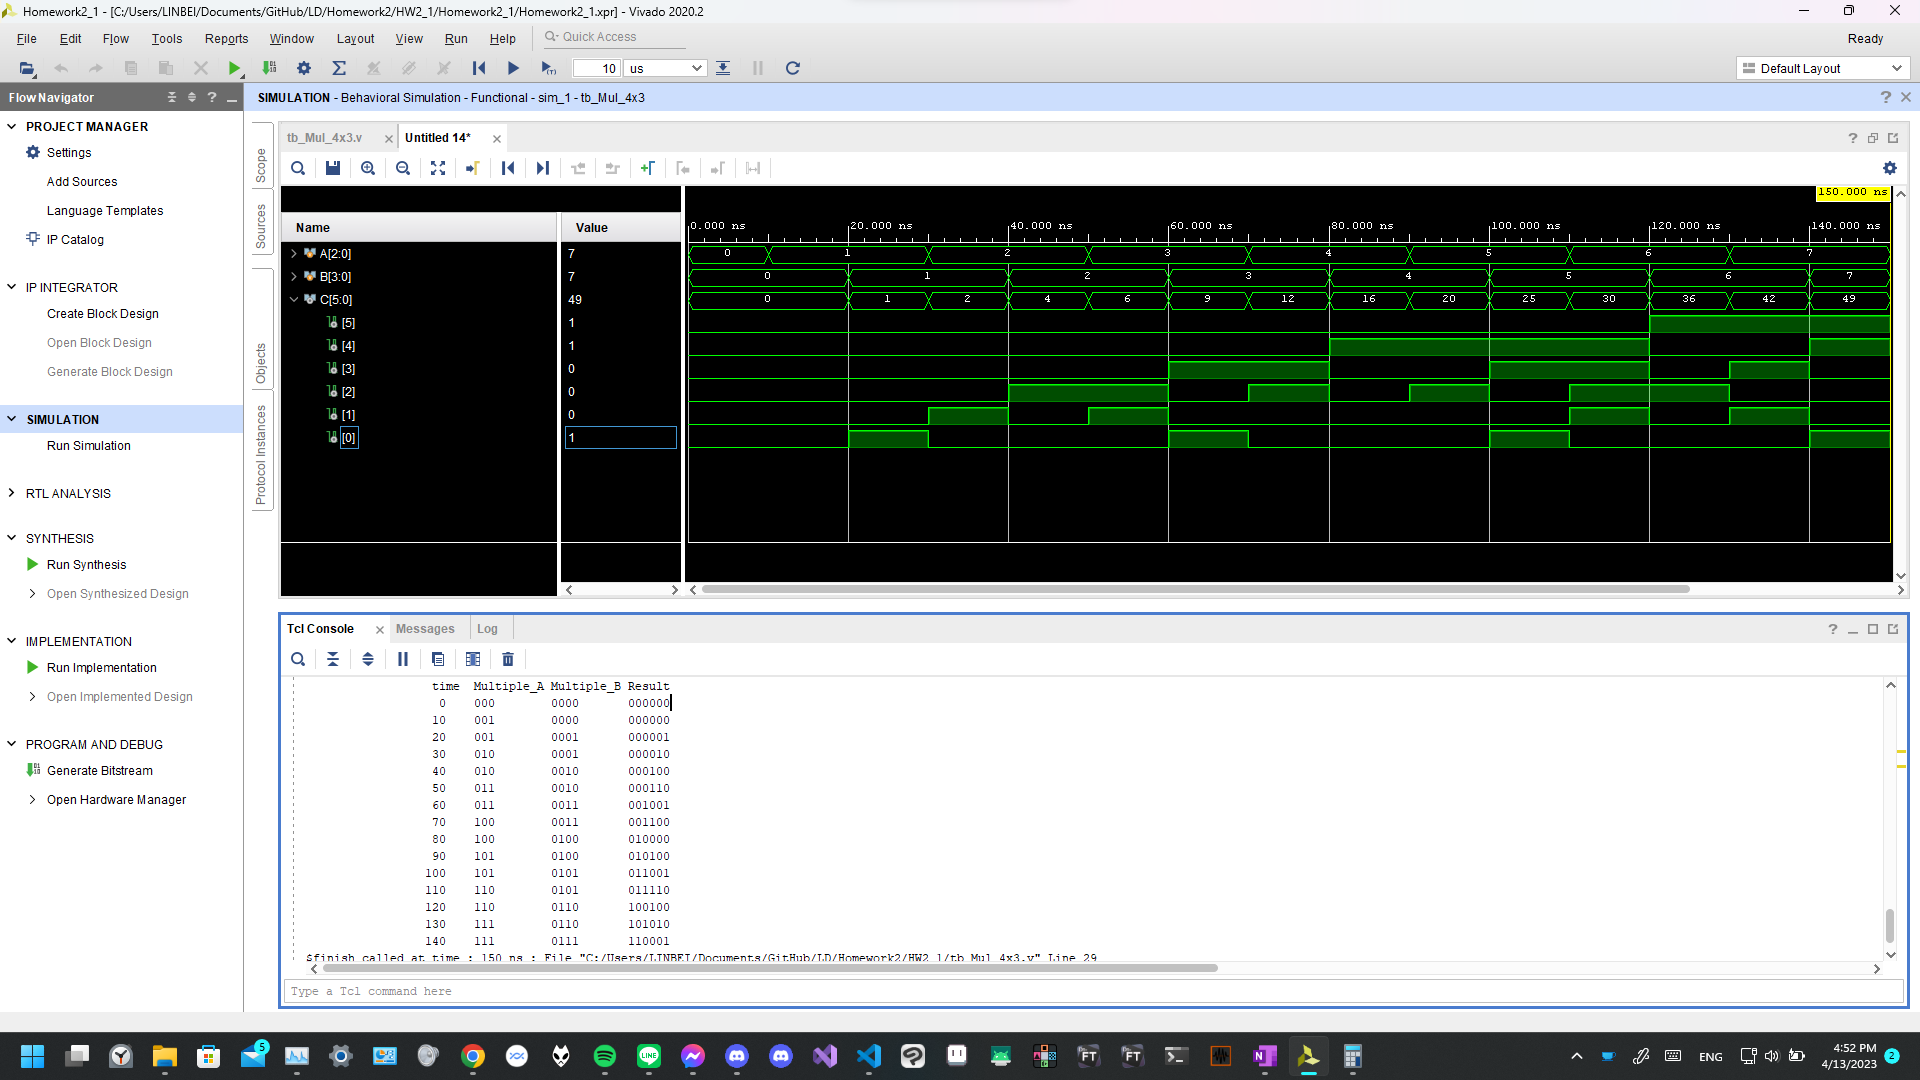 Homework2_1 - [C:/Users/LINBEI/Documents/GitHub/LD/Homework2/HW2_1/Homework2_1/Homework2_1.xpr] - Vivado 2020.2
File Edit Flow Tools Reports Window Layout View Run Help Quick Access Ready
10 us Default Layout
Flow Navigator
SIMULATION - Behavioral Simulation - Functional - sim_1 - tb_Mul_4x3
PROJECT MANAGER
Settings
Add Sources
Language Templates
IP Catalog
IP INTEGRATOR
Create Block Design
Open Block Design
Generate Block Design
SIMULATION
Run Simulation
RTL ANALYSIS
SYNTHESIS
Run Synthesis
Open Synthesized Design
IMPLEMENTATION
Run Implementation
Open Implemented Design
PROGRAM AND DEBUG
Generate Bitstream
Open Hardware Manager
Scope
Sources
Objects
Protocol Instances
tb_Mul_4x3.v Untitled 14*
150.000 ns
Name Value 0.000 ns 20.000 ns 40.000 ns 60.000 ns 80.000 ns 100.000 ns 120.000 ns 140.000 ns
A[2:0] 7 0 1 2 3 4 5 6 7
B[3:0] 7 0 1 2 3 4 5 6 7
C[5:0] 49 0 1 2 4 6 9 12 16 20 25 30 36 42 49
[5] 1
[4] 1
[3] 0
[2] 0
[1] 0
[0] 1
Tcl Console Messages Log
time Multiple_A Multiple_B Result
0 000 0000 000000
10 001 0000 000000
20 001 0001 000001
30 010 0001 000010
40 010 0010 000100
50 011 0010 000110
60 011 0011 001001
70 100 0011 001100
80 100 0100 010000
90 101 0100 010100
100 101 0101 011001
110 110 0101 011110
120 110 0110 100100
130 111 0110 101010
140 111 0111 110001
$finish called at time : 150 ns : File "C:/Users/LINBEI/Documents/GitHub/LD/Homework2/HW2_1/tb_Mul_4x3.v" Line 29
Type a Tcl command here
5
LINE
FT
FT
N
ENG
4:52 PM
4/13/2023
2